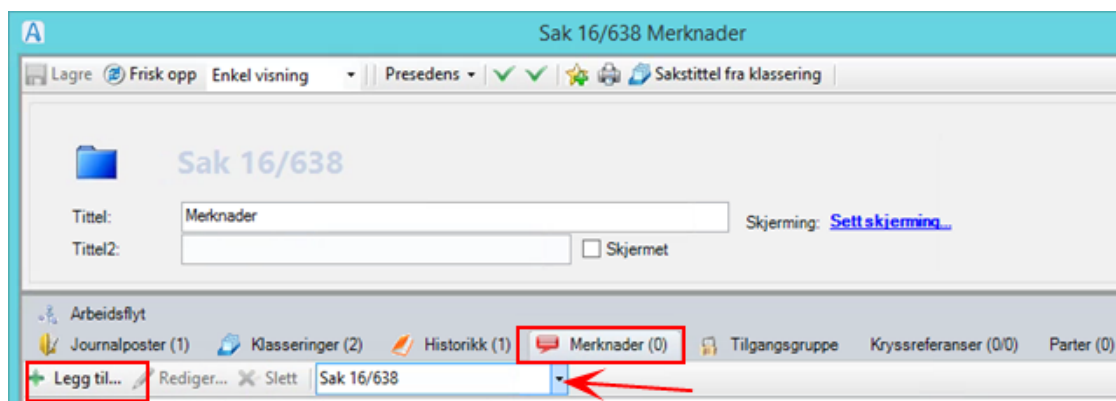 A Sak 16/638 Merknader
Lagre Frisk opp Enkel visning Presedens Sakstittel fra klassering
Sak 16/638
Tittel: Merknader Skjerming: Sett skjerming...
Tittel2: Skjermet
Arbeidsflyt
Journalposter (1) Klasseringer (2) Historikk (1) Merknader (0) Tilgangsgruppe Kryssreferanser (0/0) Parter (0)
Legg til... Rediger... Slett Sak 16/638